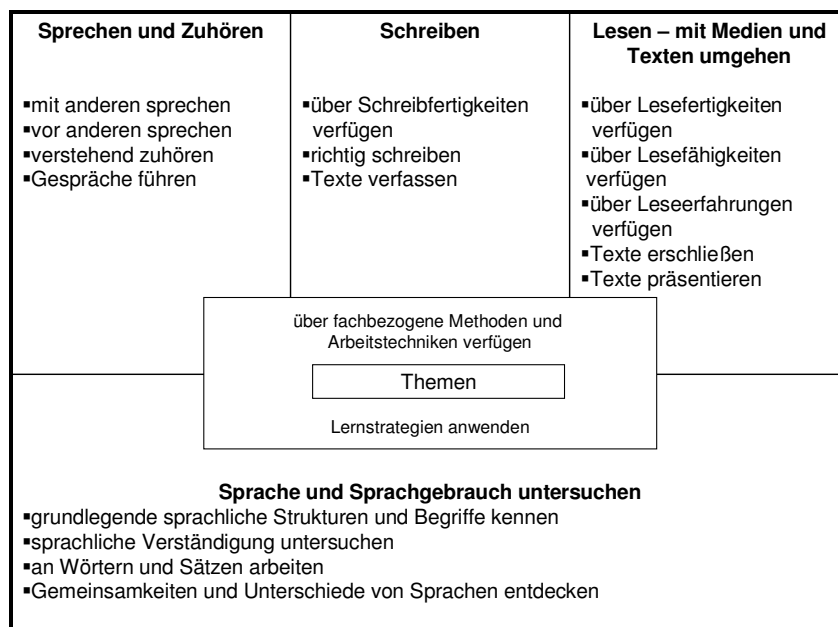 Sprechen und Zuhören
▪mit anderen sprechen
▪vor anderen sprechen
▪verstehend zuhören
▪Gespräche führen
Schreiben
▪über Schreibfertigkeiten
verfügen
▪richtig schreiben
▪Texte verfassen
Lesen – mit Medien und
Texten umgehen
▪über Lesefertigkeiten
verfügen
▪über Lesefähigkeiten
verfügen
▪über Leseerfahrungen
verfügen
▪Texte erschließen
▪Texte präsentieren
über fachbezogene Methoden und
Arbeitstechniken verfügen
Themen
Lernstrategien anwenden
Sprache und Sprachgebrauch untersuchen
▪grundlegende sprachliche Strukturen und Begriffe kennen
▪sprachliche Verständigung untersuchen
▪an Wörtern und Sätzen arbeiten
▪Gemeinsamkeiten und Unterschiede von Sprachen entdecken